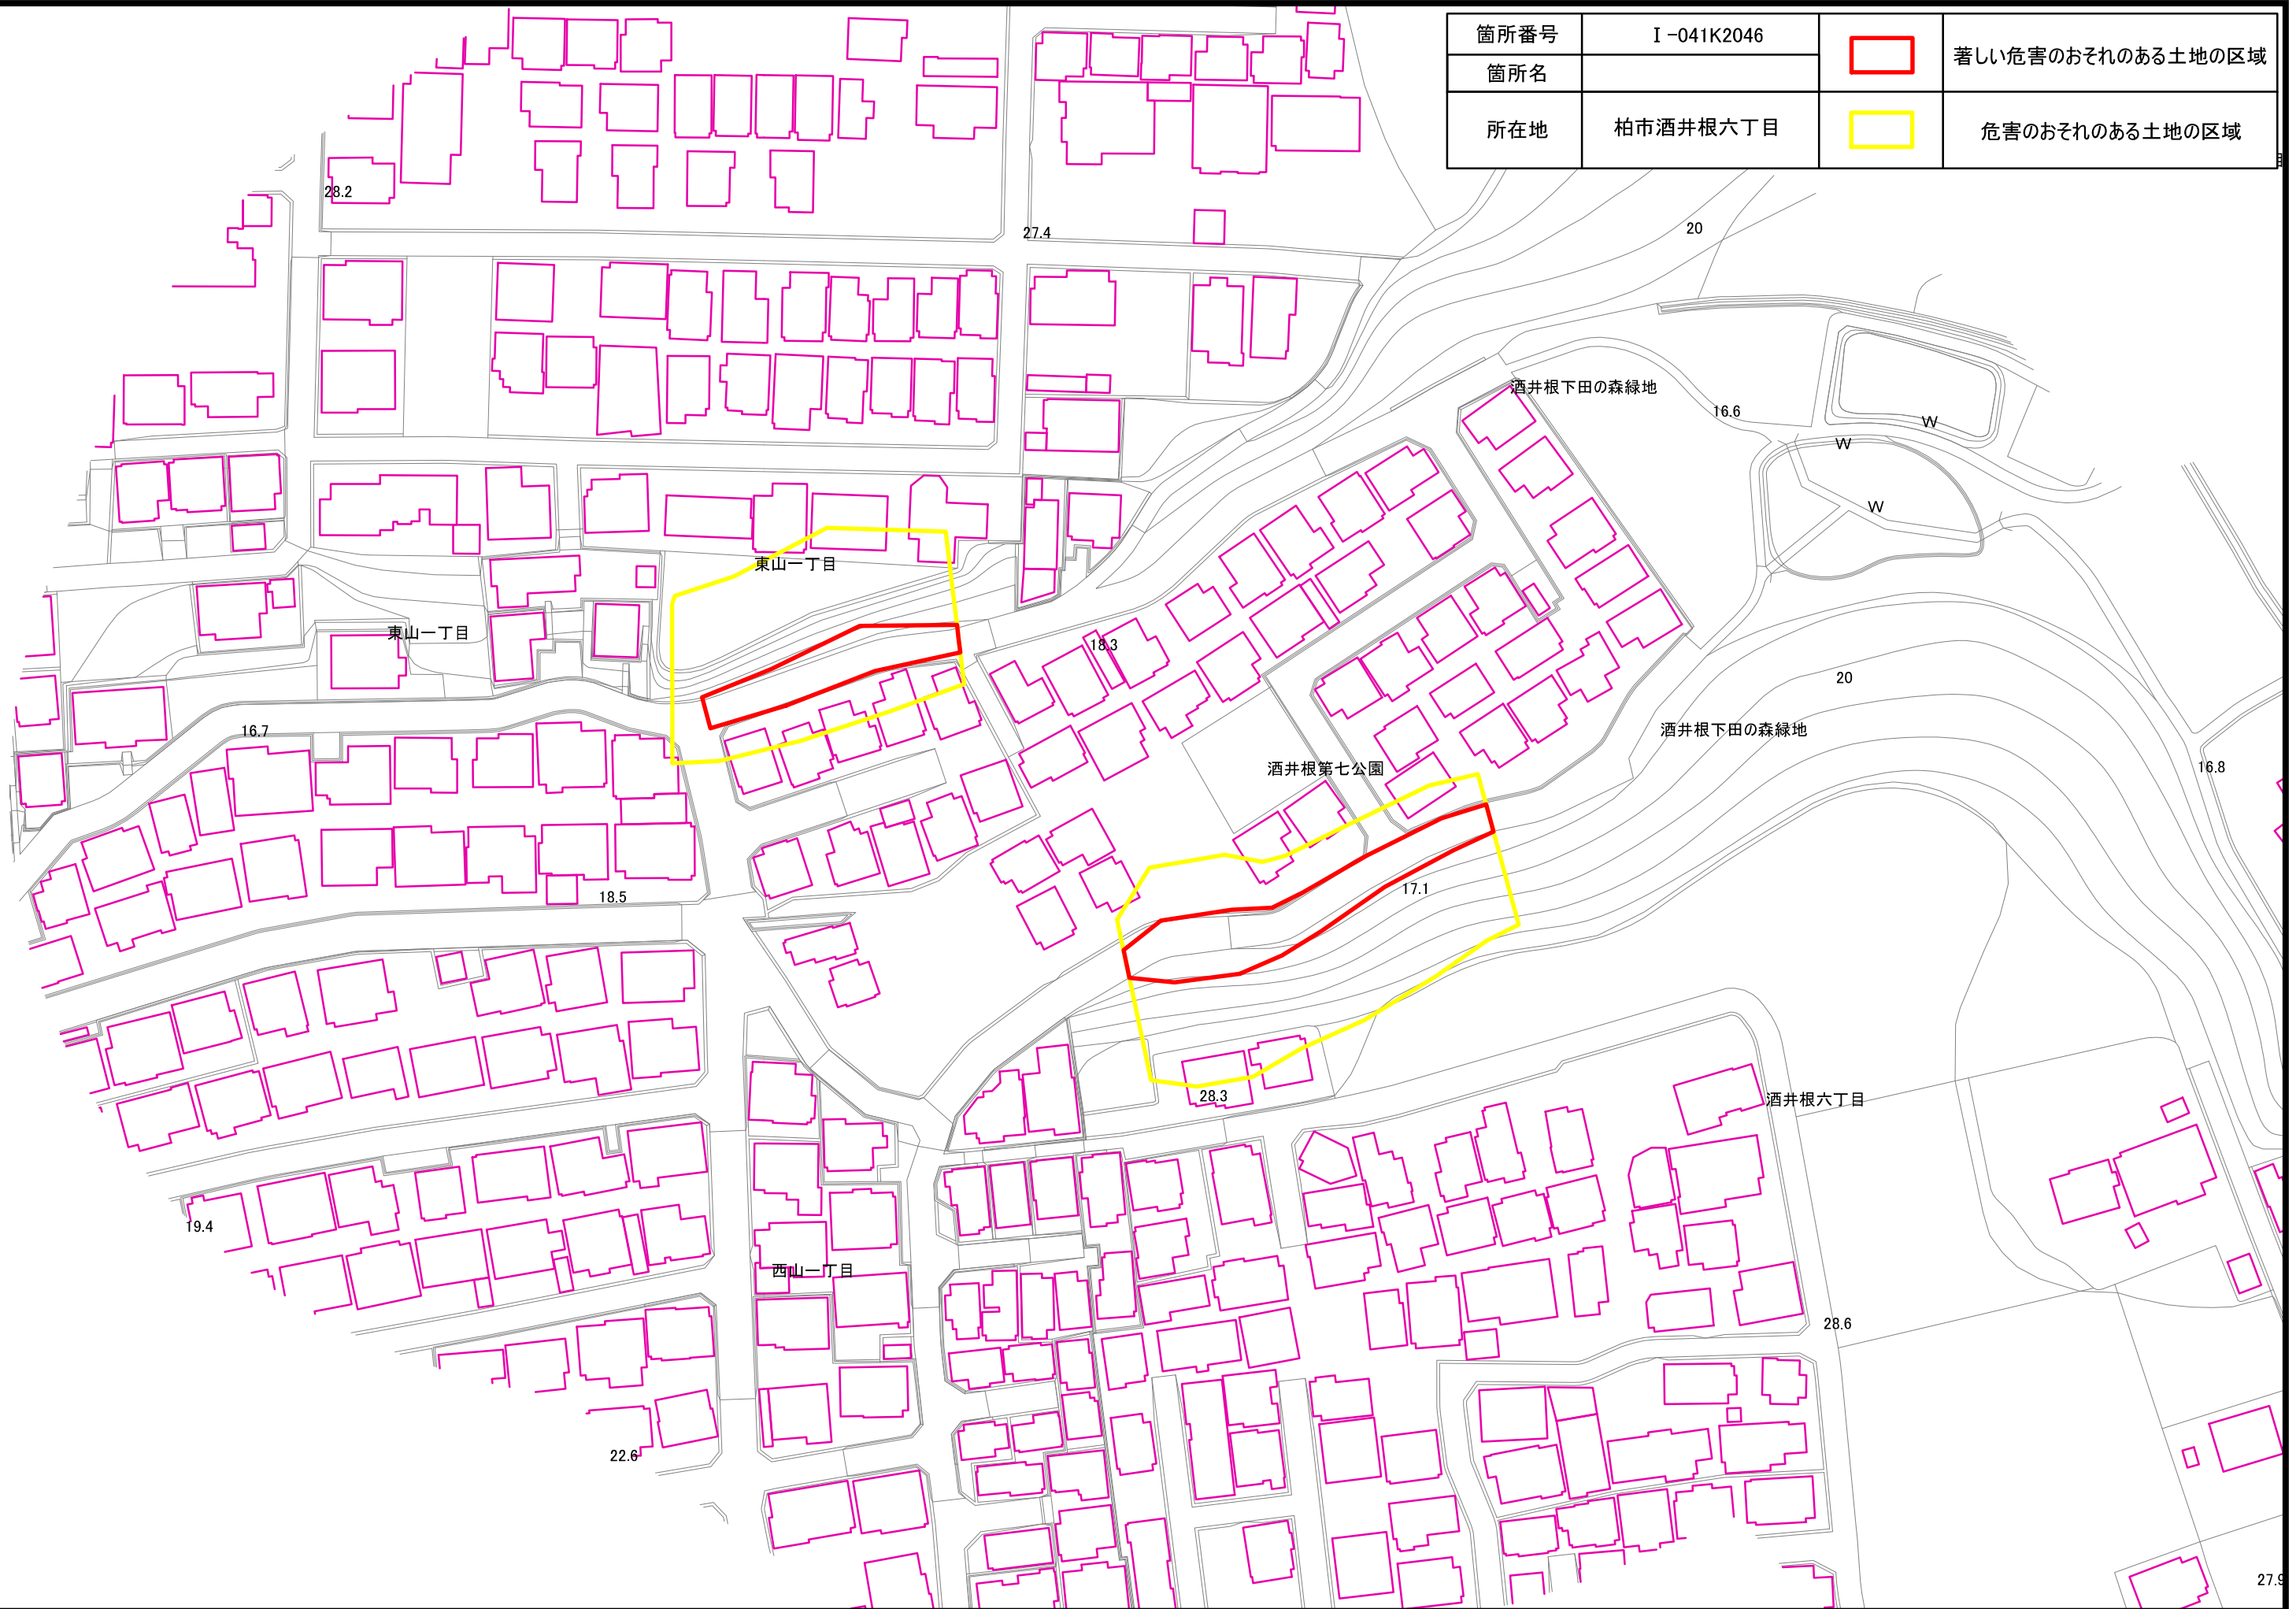 箇所番号 Ⅰ-041K2046 著しい危害のおそれのある土地の区域
箇所名
所在地 柏市酒井根六丁目 危害のおそれのある土地の区域
28.2
27.4
20
酒井根下田の森緑地
16.6
W
W
W
東山一丁目
東山一丁目
18.3
20
酒井根下田の森緑地
16.7
酒井根第七公園
16.8
18.5
17.1
28.3
酒井根六丁目
19.4
西山一丁目
28.6
22.6
27.9